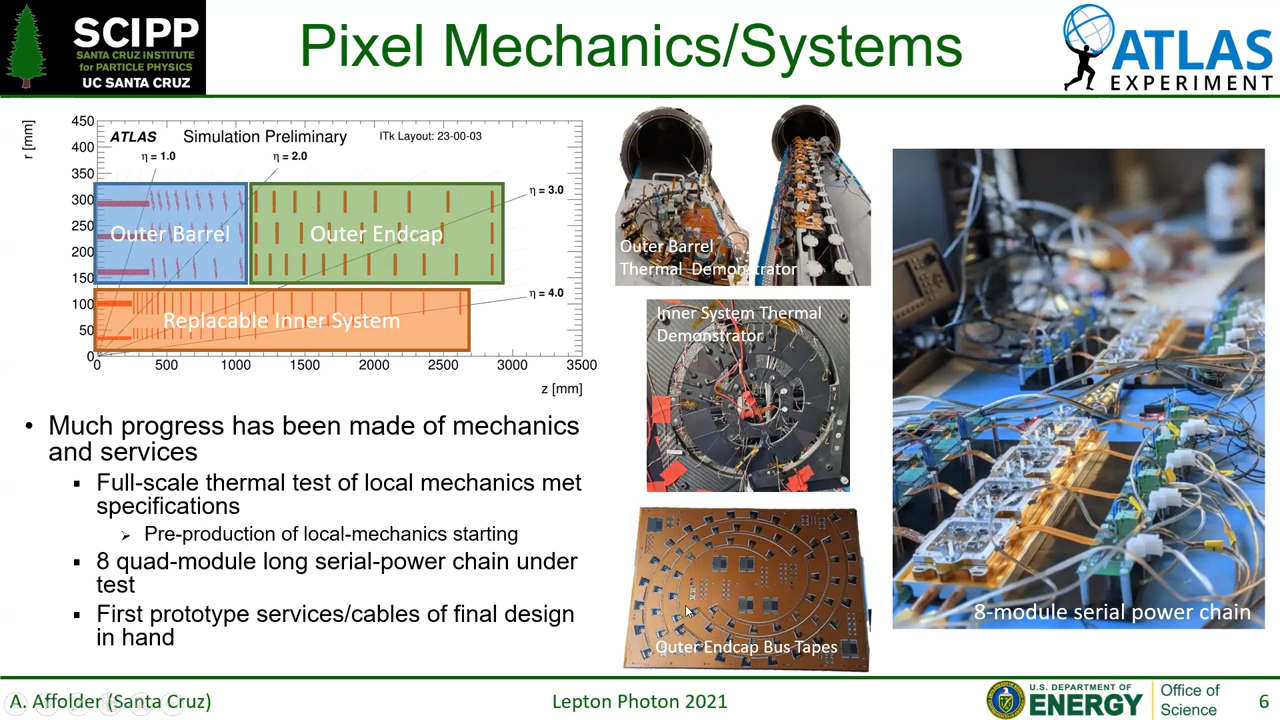 SCIPP
SANTA CRUZ INSTITUTE
for PARTICLE PHYSICS
UC SANTA CRUZ
Pixel Mechanics/Systems
ATLAS
EXPERIMENT
r [mm]
450
400
350
300
250
200
150
100
50
0
ATLAS Simulation Preliminary ITk Layout: 23-00-03
η = 1.0
η = 2.0
η = 3.0
η = 4.0
Outer Barrel
Outer Endcap
Replacable Inner System
0 500 1000 1500 2000 2500 3000 3500
z [mm]
• Much progress has been made of mechanics
and services
▪ Full-scale thermal test of local mechanics met
specifications
➢ Pre-production of local-mechanics starting
▪ 8 quad-module long serial-power chain under
test
▪ First prototype services/cables of final design
in hand
Outer Barrel
Thermal Demonstrator
Inner System Thermal
Demonstrator
Outer Endcap Bus Tapes
8-module serial power chain
A. Affolder (Santa Cruz)
Lepton Photon 2021
U.S. DEPARTMENT OF
ENERGY
Office of
Science
6